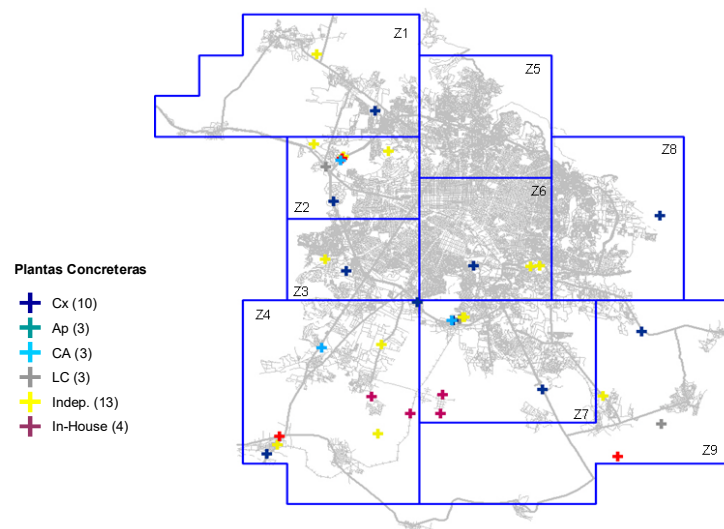 Z1
Z5
Z8
Z6
Z2
Z3
Z4
Z7
Z9
Plantas Concreteras
Cx (10)
Ap (3)
CA (3)
LC (3)
Indep. (13)
In-House (4)